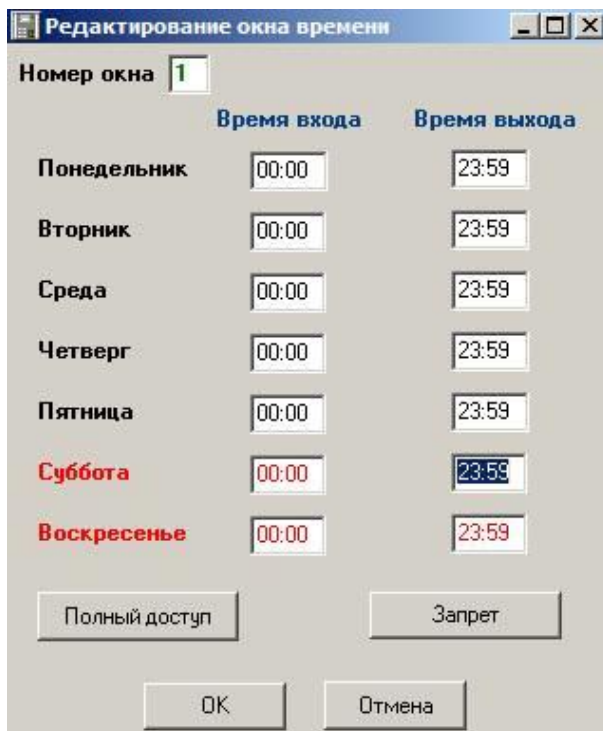 Редактирование окна времени
Номер окна 1
Время входа Время выхода
Понедельник 00:00 23:59
Вторник 00:00 23:59
Среда 00:00 23:59
Четверг 00:00 23:59
Пятница 00:00 23:59
Суббота 00:00 23:59
Воскресенье 00:00 23:59
Полный доступ Запрет
OK Отмена